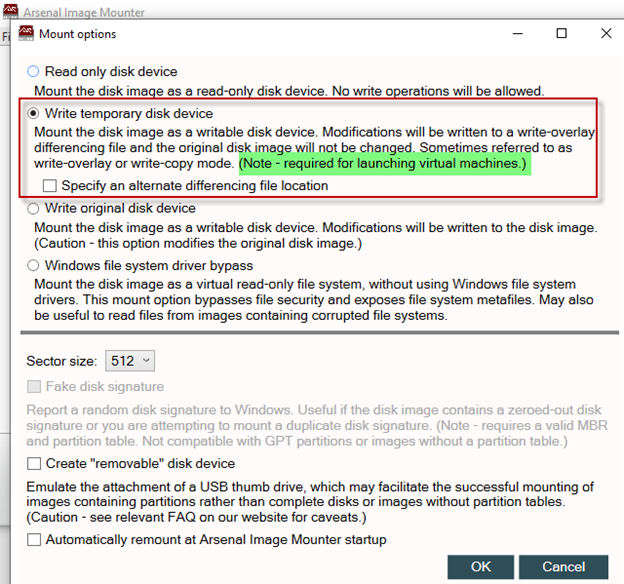 Arsenal Image Mounter
Mount options
Fi
Read only disk device
Mount the disk image as a read-only disk device. No write operations will be allowed.
Write temporary disk device
Mount the disk image as a writable disk device. Modifications will be written to a write-overlay
differencing file and the original disk image will not be changed. Sometimes referred to as
write-overlay or write-copy mode. (Note - required for launching virtual machines.)
Specify an alternate differencing file location
Write original disk device
Mount the disk image as a writable disk device. Modifications will be written to the disk image.
(Caution - this option modifies the original disk image.)
Windows file system driver bypass
Mount the disk image as a virtual read-only file system, without using Windows file system
drivers. This mount option bypasses file security and exposes file system metafiles. May also
be useful to read files from images containing corrupted file systems.
Sector size: 512
Fake disk signature
Report a random disk signature to Windows. Useful if the disk image contains a zeroed-out disk
signature or you are attempting to mount a duplicate disk signature. (Note - requires a valid MBR
and partition table. Not compatible with GPT partitions or images without a partition table.)
Create "removable" disk device
Emulate the attachment of a USB thumb drive, which may facilitate the successful mounting of
images containing partitions rather than complete disks or images without partition tables.
(Caution - see relevant FAQ on our website for caveats.)
Automatically remount at Arsenal Image Mounter startup
OK Cancel